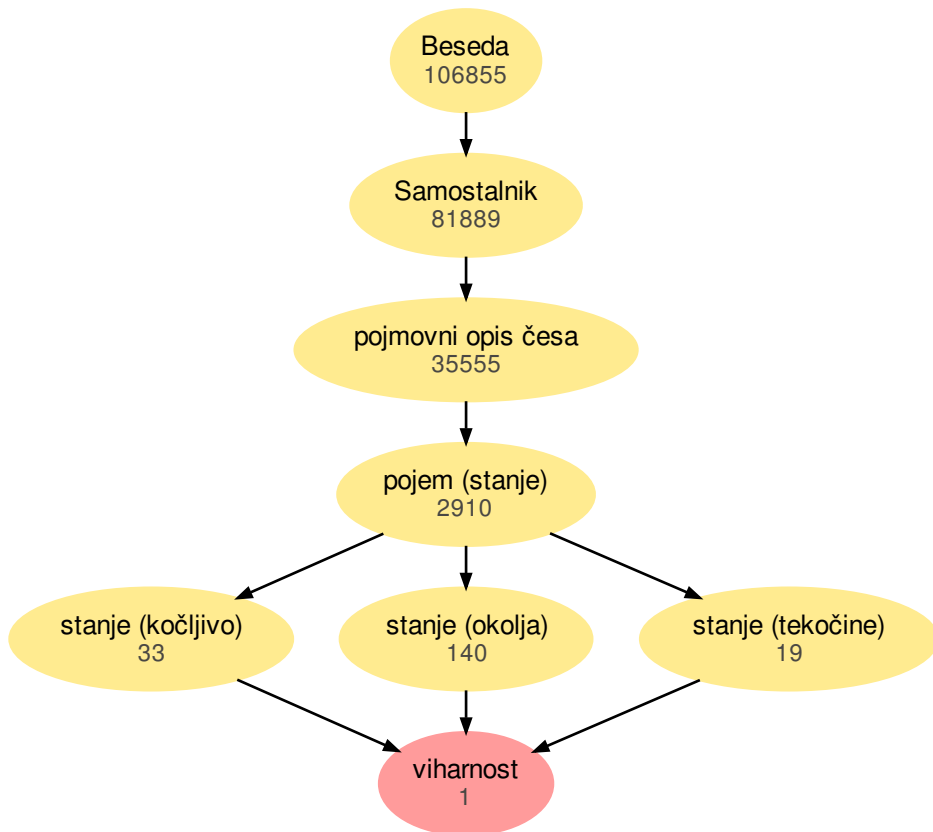 Beseda
106855
Samostalnik
81889
pojmovni opis česa
35555
pojem (stanje)
2910
stanje (kočljivo)
33
stanje (okolja)
140
stanje (tekočine)
19
viharnost
1